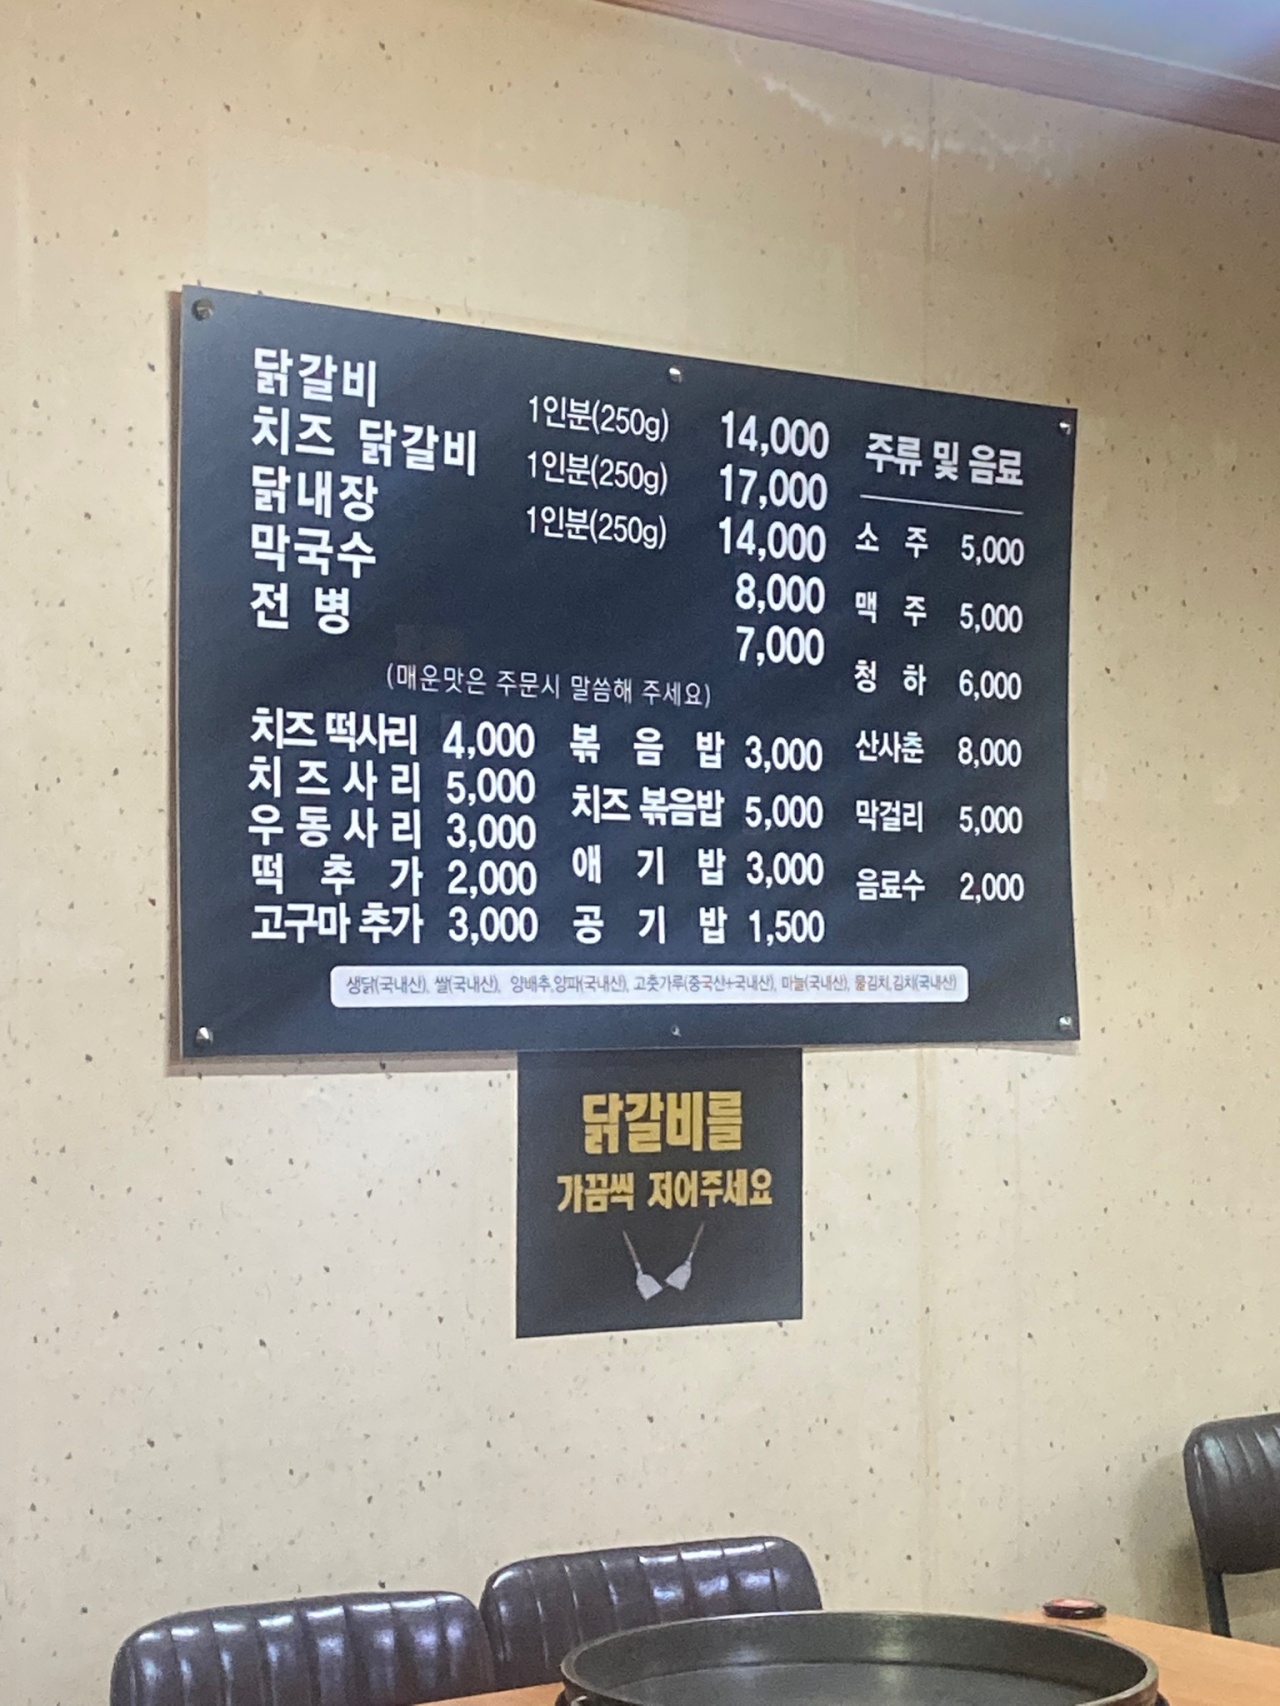 닭갈비 1인분(250g) 14,000
치즈 닭갈비 1인분(250g) 17,000
닭내장 1인분(250g) 14,000
막국수 8,000
전 병 7,000
(매운맛은 주문시 말씀해 주세요)
치즈 떡사리 4,000
치 즈 사 리 5,000
우 동 사 리 3,000
떡 추 가 2,000
고구마 추가 3,000
볶 음 밥 3,000
치즈 볶음밥 5,000
애 기 밥 3,000
공 기 밥 1,500
주류 및 음료
소 주 5,000
맥 주 5,000
청 하 6,000
산사춘 8,000
막걸리 5,000
음료수 2,000
생닭(국내산), 쌀(국내산), 양배추,양파(국내산), 고춧가루(중국산+국내산), 마늘(국내산), 물김치,김치(국내산)
닭갈비를
가끔씩 저어주세요